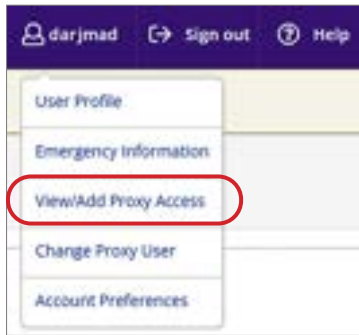 darjmad Sign out Help
User Profile
Emergency Information
View/Add Proxy Access
Change Proxy User
Account Preferences